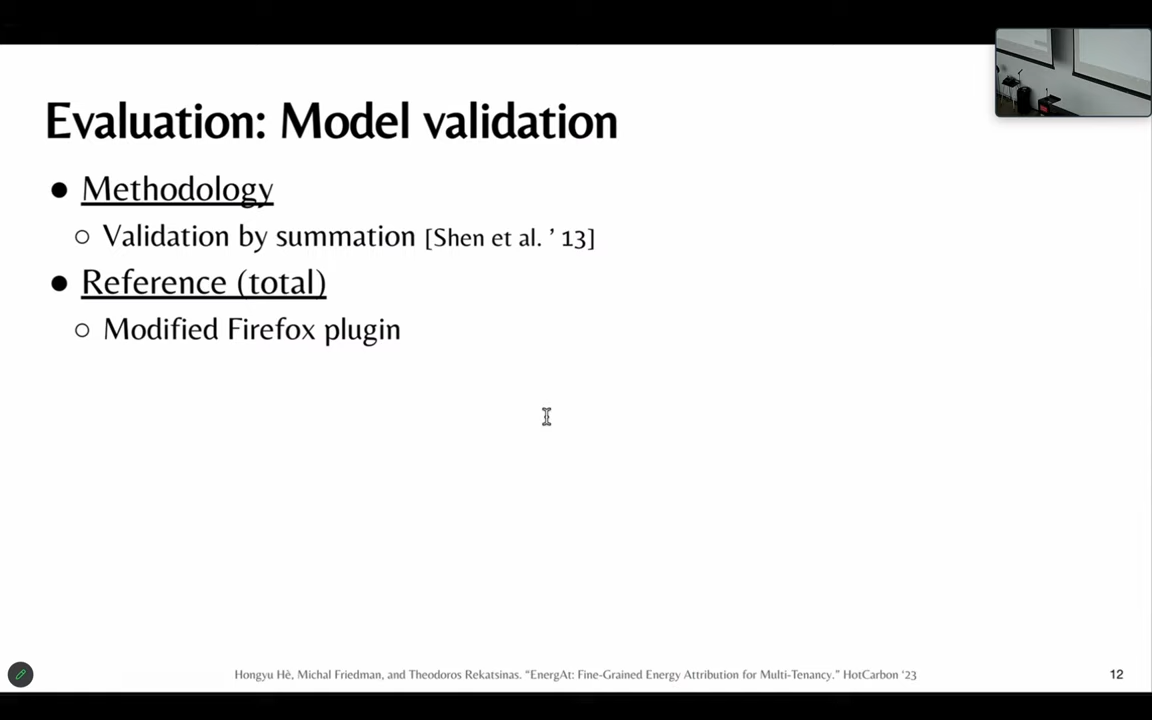 Evaluation: Model validation
● Methodology
○ Validation by summation [Shen et al. ’ 13]
● Reference (total)
○ Modified Firefox plugin
Hongyu Hè, Michal Friedman, and Theodoros Rekatsinas. “EnergAt: Fine-Grained Energy Attribution for Multi-Tenancy.” HotCarbon ‘23
12